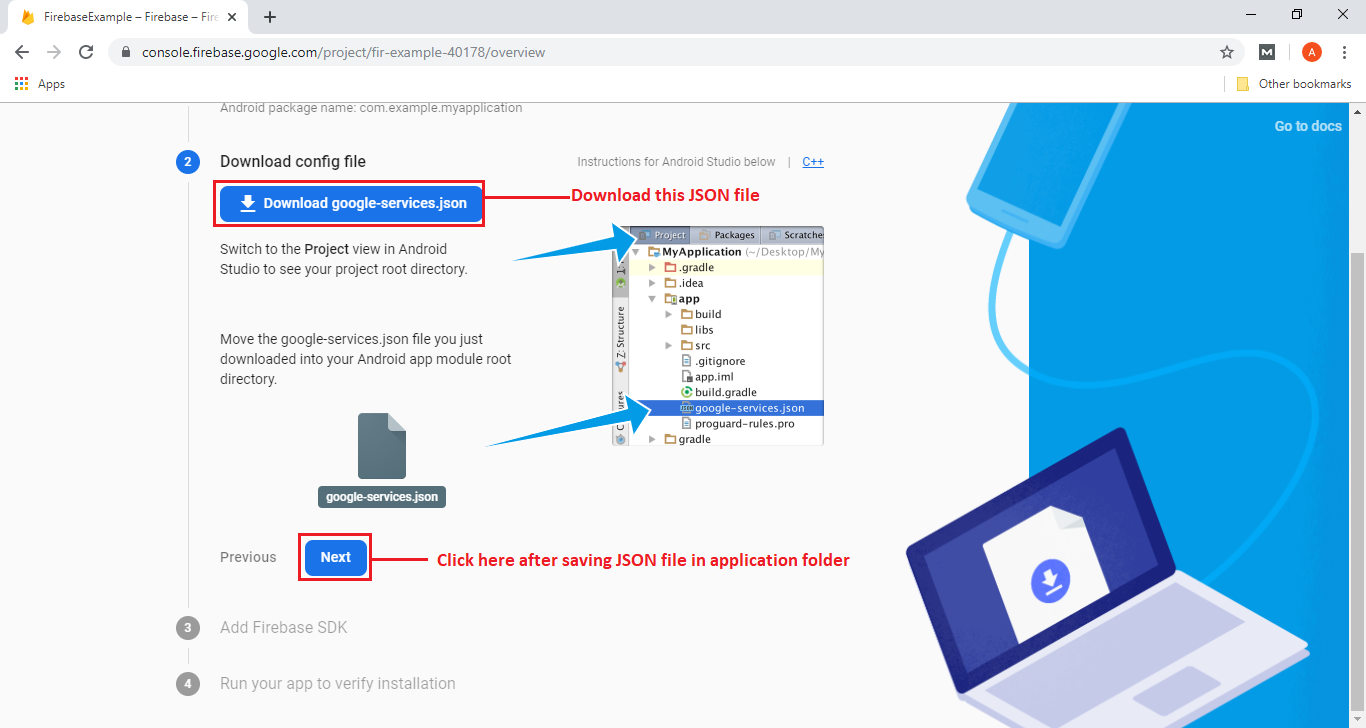 FirebaseExample – Firebase – Fire
console.firebase.google.com/project/fir-example-40178/overview
M
A
Apps
Other bookmarks
Android package name: com.example.myapplication
Go to docs
2 Download config file
Instructions for Android Studio below | C++
Download google-services.json
Download this JSON file
Switch to the Project view in Android
Studio to see your project root directory.
Move the google-services.json file you just
downloaded into your Android app module root
directory.
google-services.json
Project Packages Scratches
MyApplication (~/Desktop/My
.gradle
.idea
app
build
libs
src
.gitignore
app.iml
build.gradle
google-services.json
proguard-rules.pro
gradle
Z: Structure
Previous
Next
Click here after saving JSON file in application folder
3 Add Firebase SDK
4 Run your app to verify installation